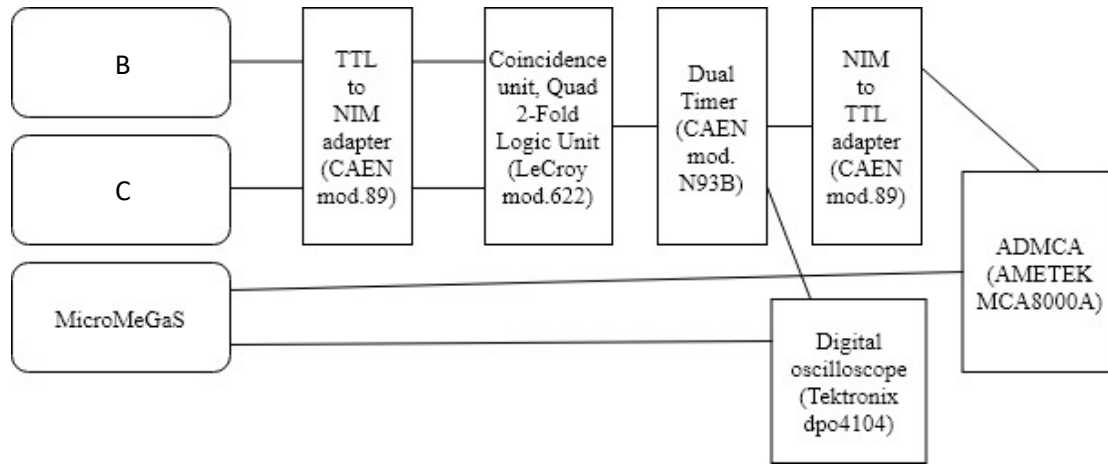 B
TTL
to
NIM
adapter
(CAEN
mod.89)
Coincidence
unit, Quad
2-Fold
Logic Unit
(LeCroy
mod.622)
Dual
Timer
(CAEN
mod.
N93B)
NIM
to
TTL
adapter
(CAEN
mod.89)
C
ADMCA
(AMETEK
MCA8000A)
MicroMeGaS
Digital
oscilloscope
(Tektronix
dpo4104)